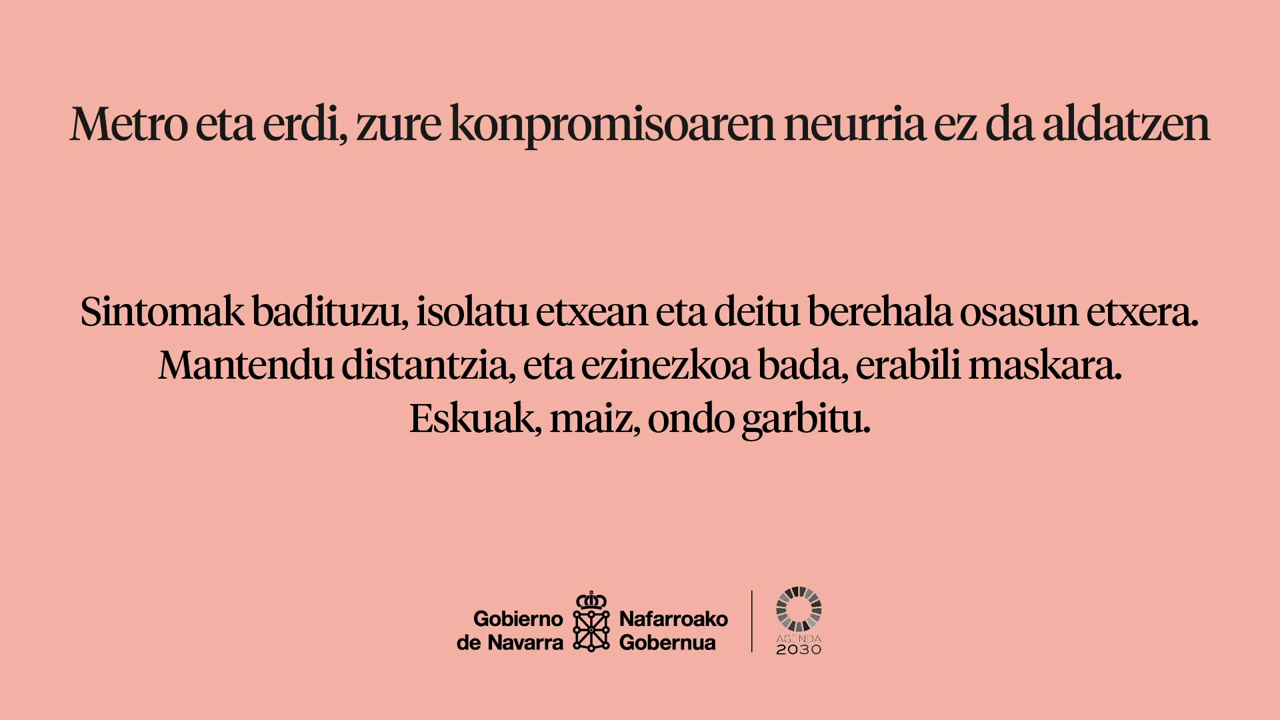 Metro eta erdi, zure konpromisoaren neurria ez da aldatzen
Sintomak badituzu, isolatu etxean eta deitu berehala osasun etxera.
Mantendu distantzia, eta ezinezkoa bada, erabili maskara.
Eskuak, maiz, ondo garbitu.
Gobierno
de Navarra
Nafarroako
Gobernua
AGENDA
2030